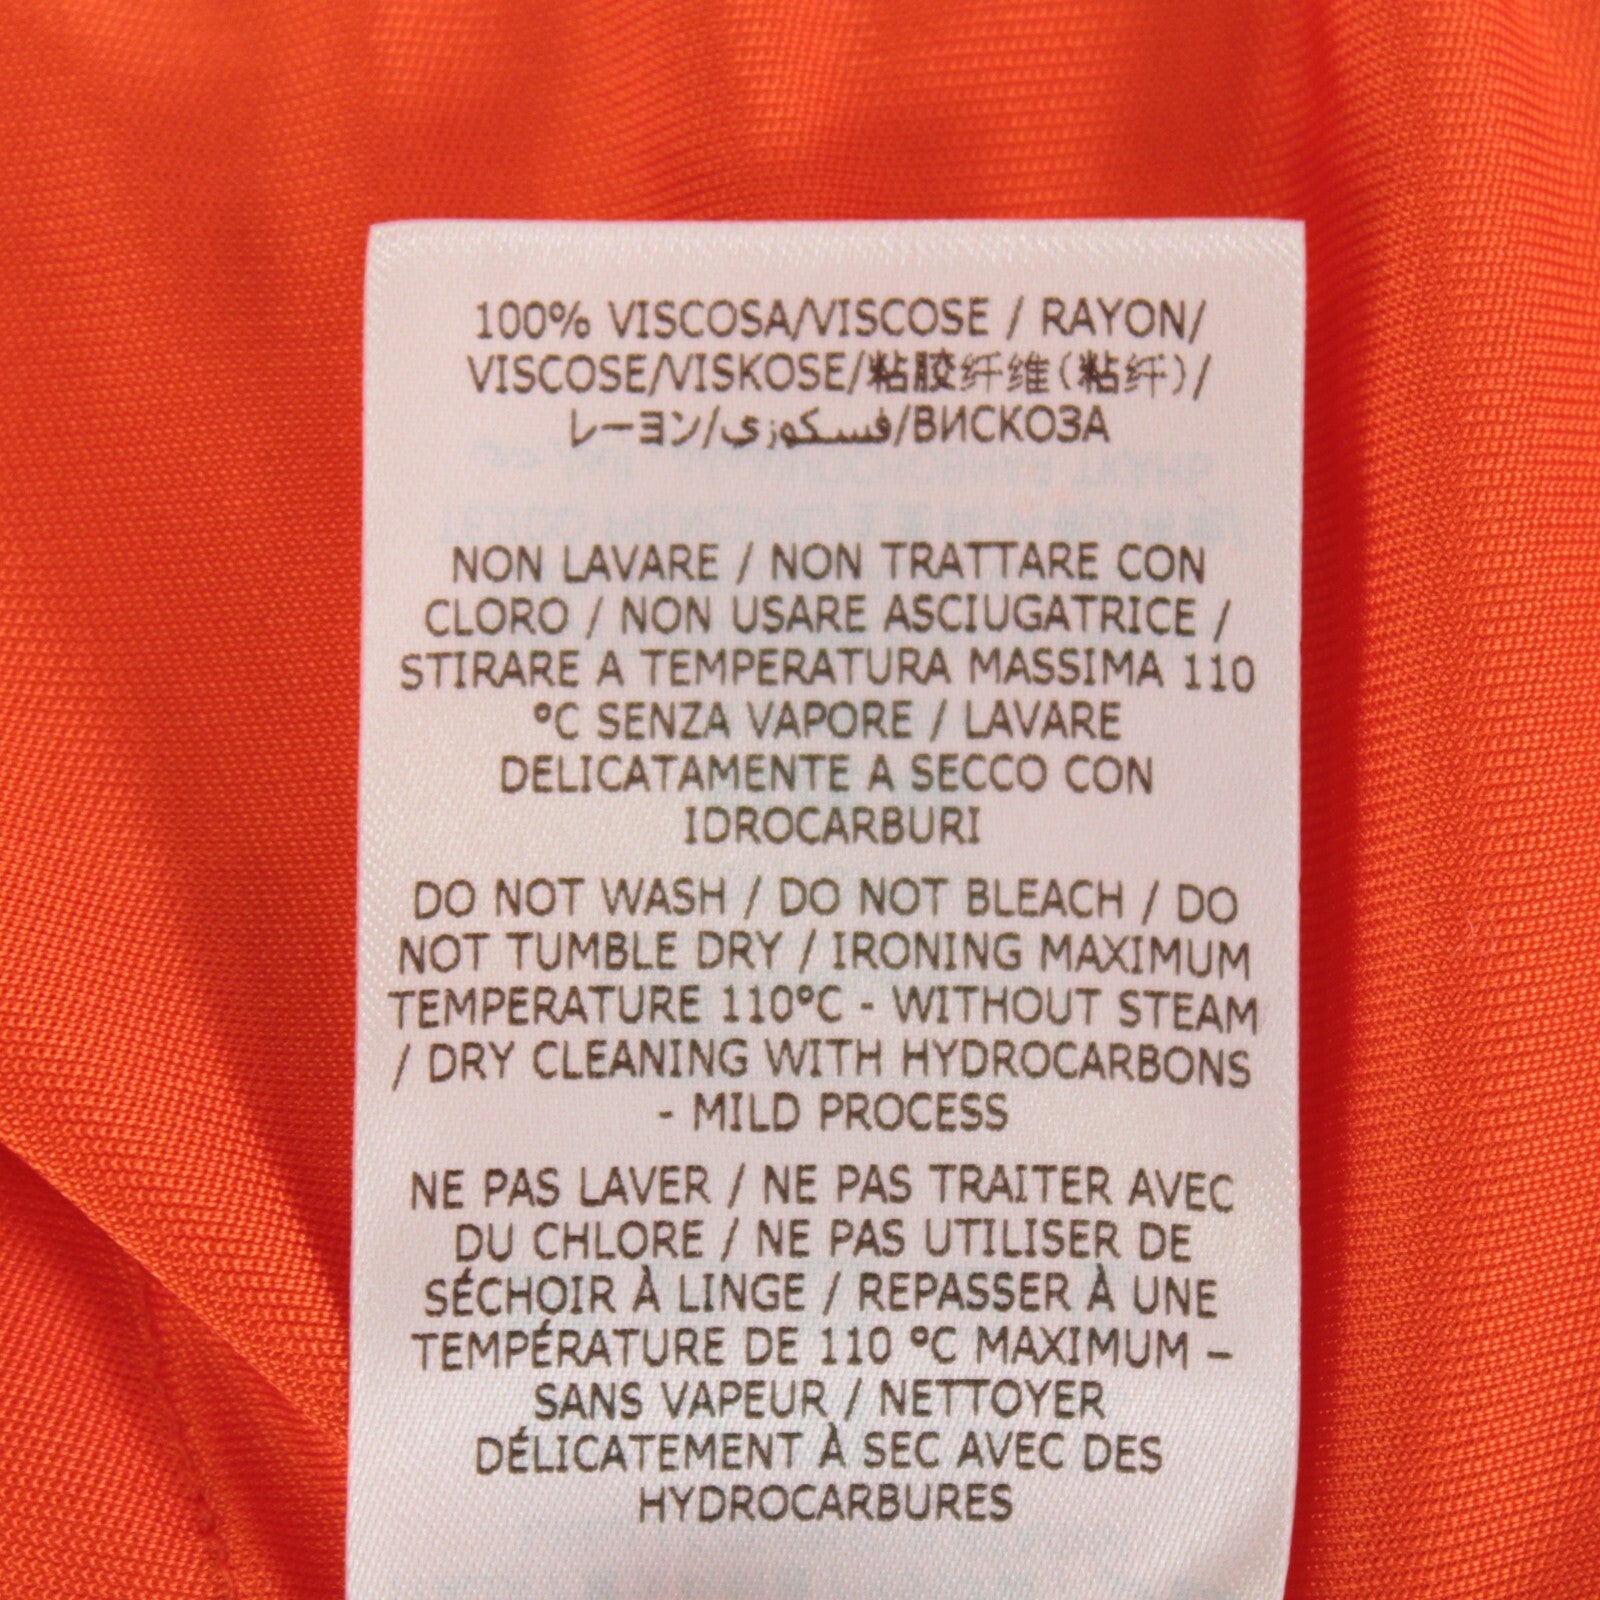 100% VISCOSA/VISCOSE / RAYON/
VISCOSE/VISKOSE/粘胶纤维(粘纤)/
レーヨン/فسكوزي/ВИСКОЗА
NON LAVARE / NON TRATTARE CON
CLORO / NON USARE ASCIUGATRICE /
STIRARE A TEMPERATURA MASSIMA 110
ºC SENZA VAPORE / LAVARE
DELICATAMENTE A SECCO CON
IDROCARBURI
DO NOT WASH / DO NOT BLEACH / DO
NOT TUMBLE DRY / IRONING MAXIMUM
TEMPERATURE 110ºC - WITHOUT STEAM
/ DRY CLEANING WITH HYDROCARBONS
- MILD PROCESS
NE PAS LAVER / NE PAS TRAITER AVEC
DU CHLORE / NE PAS UTILISER DE
SÉCHOIR À LINGE / REPASSER À UNE
TEMPÉRATURE DE 110 ºC MAXIMUM –
SANS VAPEUR / NETTOYER
DÉLICATEMENT À SEC AVEC DES
HYDROCARBURES